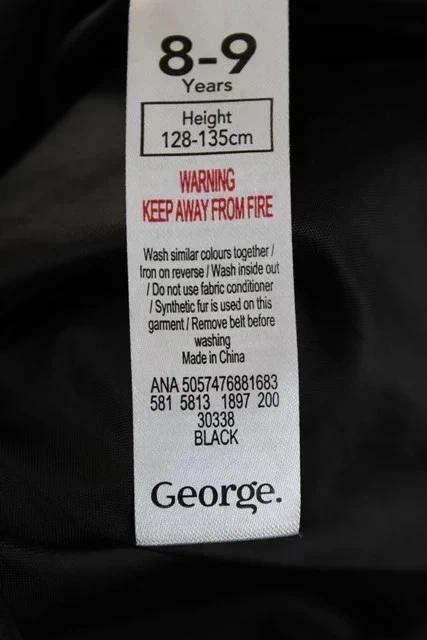 8-9
Years
Height
128-135cm
WARNING
KEEP AWAY FROM FIRE
Wash similar colours together /
Iron on reverse / Wash inside out
/ Do not use fabric conditioner
/ Synthetic fur is used on this
garment / Remove belt before
washing
Made in China
ANA 5057476881683
581 5813 1897 200
30338
BLACK
George.